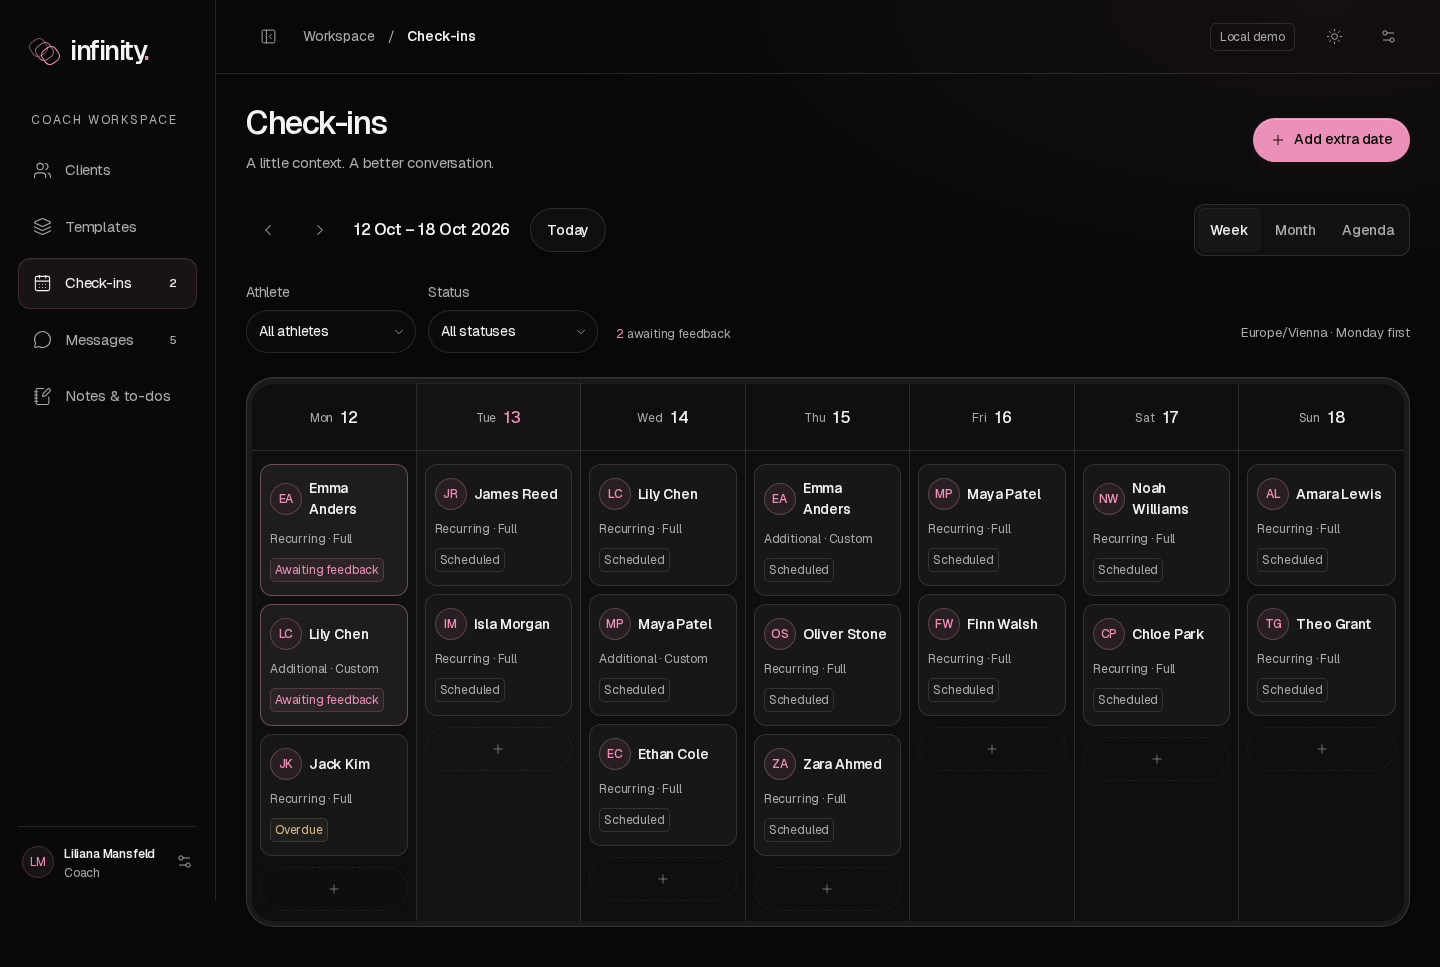 infinity.
COACH WORKSPACE
Clients
Templates
Check-ins 2
Messages 5
Notes & to-dos
LM Liliana Mansfeld
Coach
Workspace / Check-ins
Local demo
Check-ins
A little context. A better conversation.
+ Add extra date
12 Oct – 18 Oct 2026 Today
Week Month Agenda
Athlete Status
All athletes All statuses 2 awaiting feedback
Europe/Vienna · Monday first
Mon 12
EA Emma
Anders
Recurring · Full
Awaiting feedback
LC Lily Chen
Additional · Custom
Awaiting feedback
JK Jack Kim
Recurring · Full
Overdue
+
Tue 13
JR James Reed
Recurring · Full
Scheduled
IM Isla Morgan
Recurring · Full
Scheduled
+
Wed 14
LC Lily Chen
Recurring · Full
Scheduled
MP Maya Patel
Additional · Custom
Scheduled
EC Ethan Cole
Recurring · Full
Scheduled
+
Thu 15
EA Emma
Anders
Additional · Custom
Scheduled
OS Oliver Stone
Recurring · Full
Scheduled
ZA Zara Ahmed
Recurring · Full
Scheduled
+
Fri 16
MP Maya Patel
Recurring · Full
Scheduled
FW Finn Walsh
Recurring · Full
Scheduled
+
Sat 17
NW Noah
Williams
Recurring · Full
Scheduled
CP Chloe Park
Recurring · Full
Scheduled
+
Sun 18
AL Amara Lewis
Recurring · Full
Scheduled
TG Theo Grant
Recurring · Full
Scheduled
+